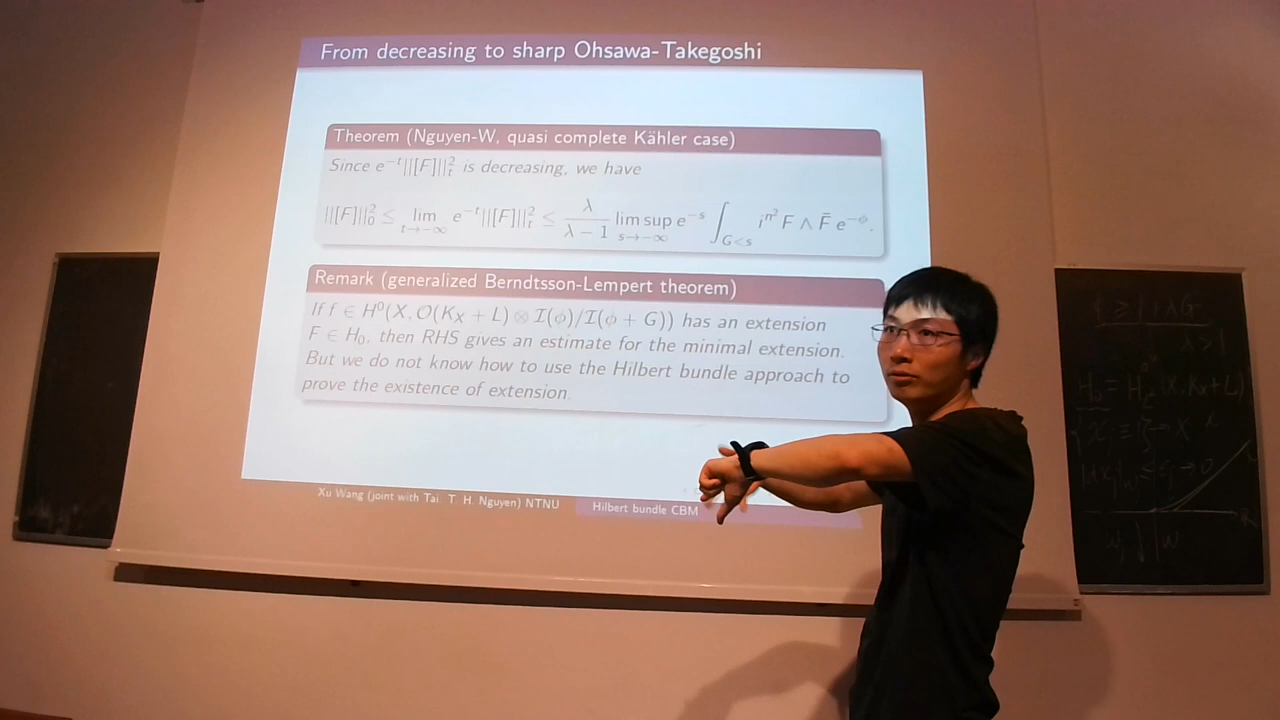 From decreasing to sharp Ohsawa-Takegoshi
Theorem (Nguyen-W, quasi complete Kähler case)
Since e^{-t}||[F]||_t^2 is decreasing, we have
||[F]||_0^2 ≤ lim_{t→-∞} e^{-t}||[F]||_t^2 ≤ λ/(λ-1) lim sup_{s→-∞} e^{-s} ∫_{G<s} i^{n^2} F ∧ F̄ e^{-ϕ}.
Remark (generalized Berndtsson-Lempert theorem)
If f ∈ H^0(X, O(K_X + L) ⊗ I(ϕ)/I(ϕ + G)) has an extension
F ∈ H_0, then RHS gives an estimate for the minimal extension.
But we do not know how to use the Hilbert bundle approach to
prove the existence of extension.
Xu Wang (joint with Tai T. H. Nguyen) NTNU
Hilbert bundle CBM
λ > 1